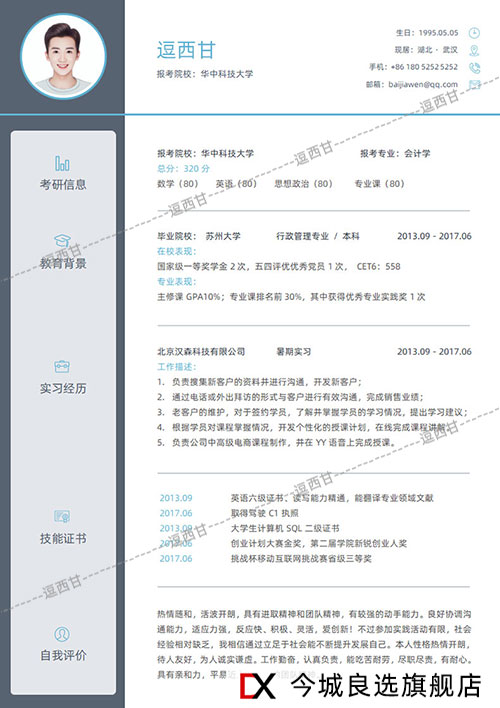 逗西甘
报考院校：华中科技大学
生日：1995.05.05
现居：湖北 · 武汉
手机：+86 180 5252 5252
邮箱：baijiawen@qq.com
考研信息
报考院校：华中科技大学 报考专业：会计学
总分：320 分
数学（80） 英语（80） 思想政治（80） 专业课（80）
教育背景
毕业院校： 苏州大学 行政管理专业 / 本科 2013.09 - 2017.06
在校表现：
国家级一等奖学金 2 次，五四评优优秀党员 1 次， CET6：558
专业表现：
主修课 GPA10%；专业课排名前 30%，其中获得优秀专业实践奖 1 次
实习经历
北京汉森科技有限公司 暑期实习 2013.09 - 2017.06
工作描述：
1. 负责搜集新客户的资料并进行沟通，开发新客户；
2. 通过电话或外出拜访的形式与客户进行有效沟通，完成销售业绩；
3. 老客户的维护，对于签约学员，了解并掌握学员的学习情况，提出学习建议；
4. 根据学员对课程掌握情况，开发个性化的授课计划，在线完成课程讲解；
5. 负责公司中高级电商课程制作，并在 YY 语音上完成授课。
技能证书
2013.09 英语六级证书、读写能力精通，能翻译专业领域文献
2017.06 取得驾驶 C1 执照
2013.09 大学生计算机 SQL 二级证书
2017.06 创业计划大赛金奖，第二届学院新锐创业人奖
2017.06 挑战杯移动互联网挑战赛省级三等奖
自我评价
热情随和，活波开朗，具有进取精神和团队精神，有较强的动手能力。良好协调沟
通能力，适应力强，反应快、积极、灵活，爱创新！不过参加实践活动有限，社会
经验相对缺乏，我相信通过立足于社会能不断提升发展自己。本人性格热情开朗，
待人友好，为人诚实谦虚。工作勤奋，认真负责，能吃苦耐劳，尽职尽责，有耐心。
具有亲和力，平易
逗西甘
逗西甘
逗西甘
逗西甘
逗西甘
逗西甘
DX 今城良选旗舰店